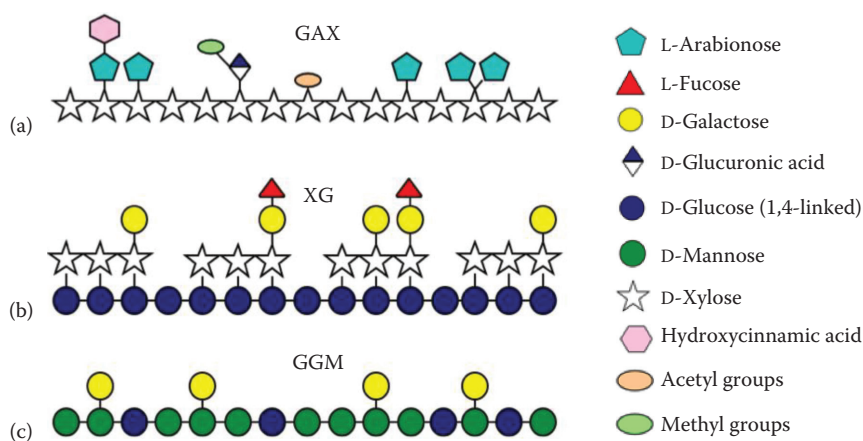 GAX
(a)
XG
(b)
GGM
(c)
L-Arabionose
L-Fucose
D-Galactose
D-Glucuronic acid
D-Glucose (1,4-linked)
D-Mannose
D-Xylose
Hydroxycinnamic acid
Acetyl groups
Methyl groups